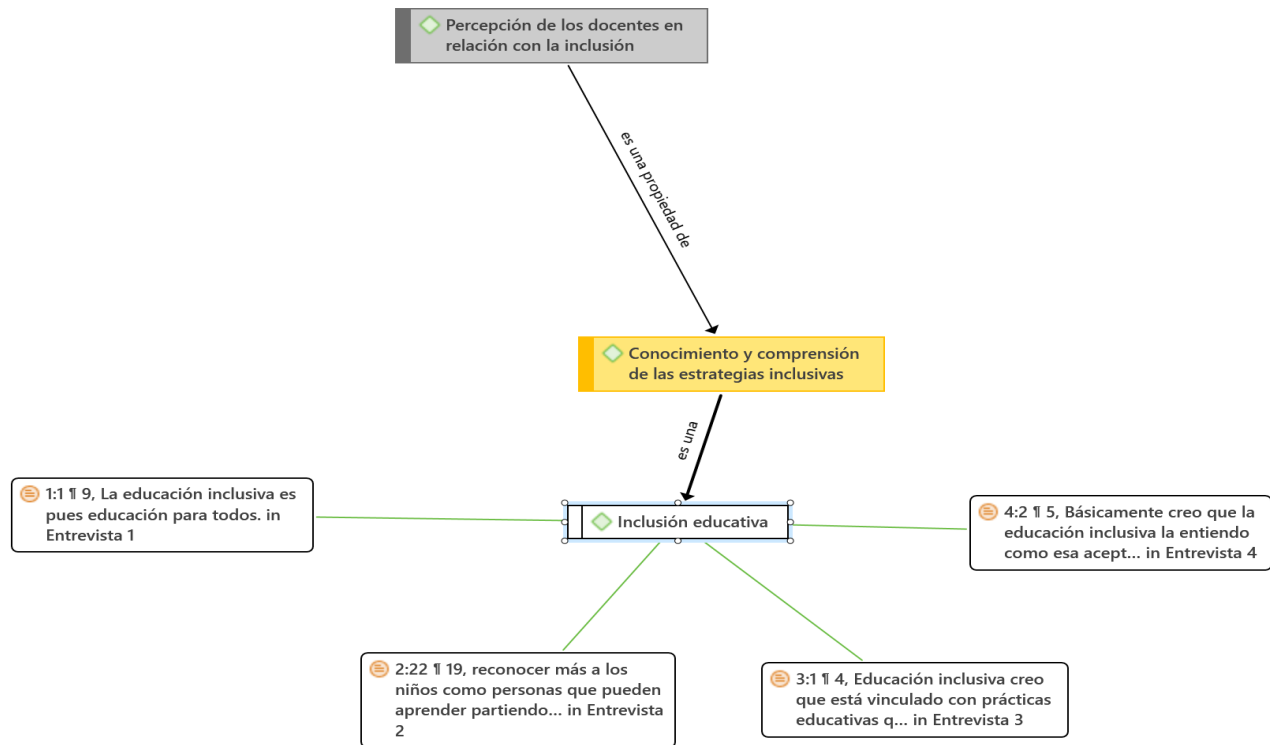 Percepción de los docentes en
relación con la inclusión
es una propiedad de
Conocimiento y comprensión
de las estrategias inclusivas
es una
Inclusión educativa
1:1 ¶ 9, La educación inclusiva es
pues educación para todos. in
Entrevista 1
4:2 ¶ 5, Básicamente creo que la
educación inclusiva la entiendo
como esa acept... in Entrevista 4
2:22 ¶ 19, reconocer más a los
niños como personas que pueden
aprender partiendo... in Entrevista
2
3:1 ¶ 4, Educación inclusiva creo
que está vinculado con prácticas
educativas q... in Entrevista 3